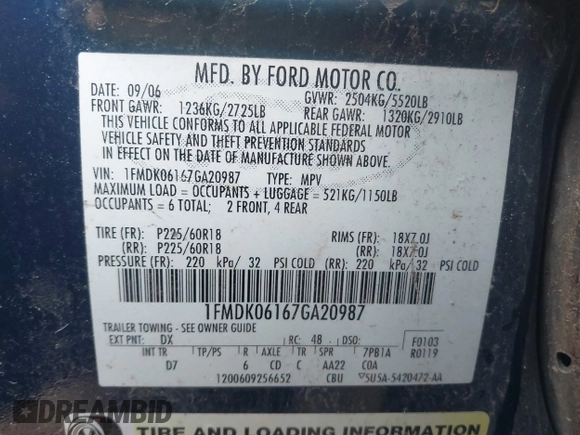 MFD. BY FORD MOTOR CO.
DATE: 09/06 GVWR: 2504KG/5520LB
FRONT GAWR: 1236KG/2725LB REAR GAWR: 1320KG/2910LB
THIS VEHICLE CONFORMS TO ALL APPLICABLE FEDERAL MOTOR
VEHICLE SAFETY AND THEFT PREVENTION STANDARDS
IN EFFECT ON THE DATE OF MANUFACTURE SHOWN ABOVE.
VIN: 1FMDK06167GA20987 TYPE: MPV
MAXIMUM LOAD = OCCUPANTS + LUGGAGE = 521KG/1150LB
OCCUPANTS = 6 TOTAL; 2 FRONT, 4 REAR
TIRE (FR): P225/60R18 RIMS (FR): 18X7.0J
(RR): P225/60R18 (RR): 18X7.0J
PRESSURE (FR): 220 kPa/ 32 PSI COLD (RR): 220 kPa/ 32 PSI COLD
1FMDK06167GA20987
TRAILER TOWING - SEE OWNER GUIDE
EXT PNT: DX RC: 48 DSO: F0103
INT TR TP/PS R AXLE TR SPR 7PB1A R0119
D7 6 CD C AA22 COA
1200609256652 CBU 5U5A-5420472-AA
DREAMBID
TIRE AND LOADING INFORMATION